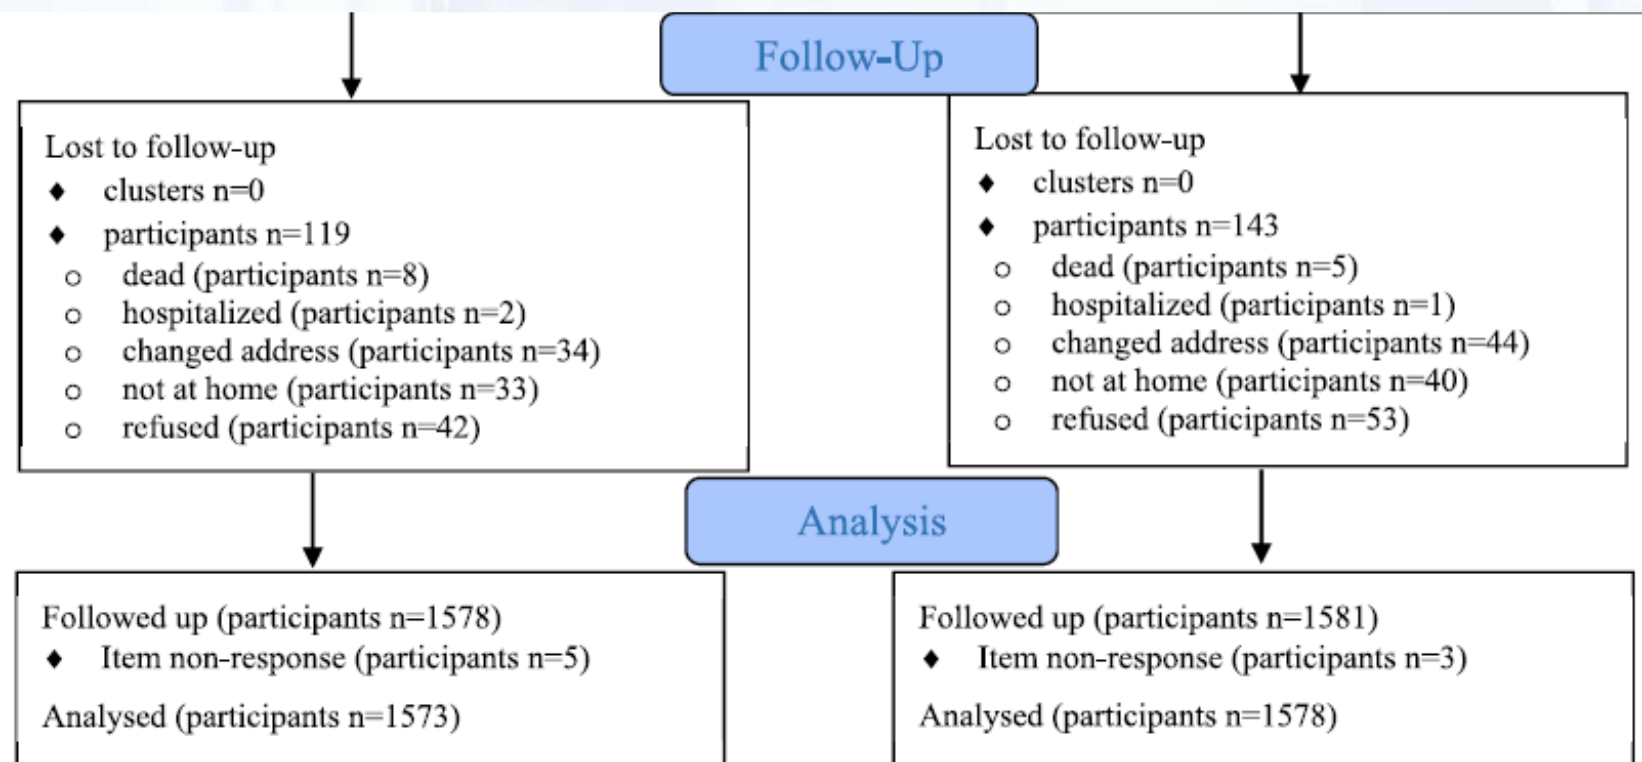 Follow-Up
Lost to follow-up
♦ clusters n=0
♦ participants n=119
o dead (participants n=8)
o hospitalized (participants n=2)
o changed address (participants n=34)
o not at home (participants n=33)
o refused (participants n=42)
Lost to follow-up
♦ clusters n=0
♦ participants n=143
o dead (participants n=5)
o hospitalized (participants n=1)
o changed address (participants n=44)
o not at home (participants n=40)
o refused (participants n=53)
Analysis
Followed up (participants n=1578)
♦ Item non-response (participants n=5)
Analysed (participants n=1573)
Followed up (participants n=1581)
♦ Item non-response (participants n=3)
Analysed (participants n=1578)